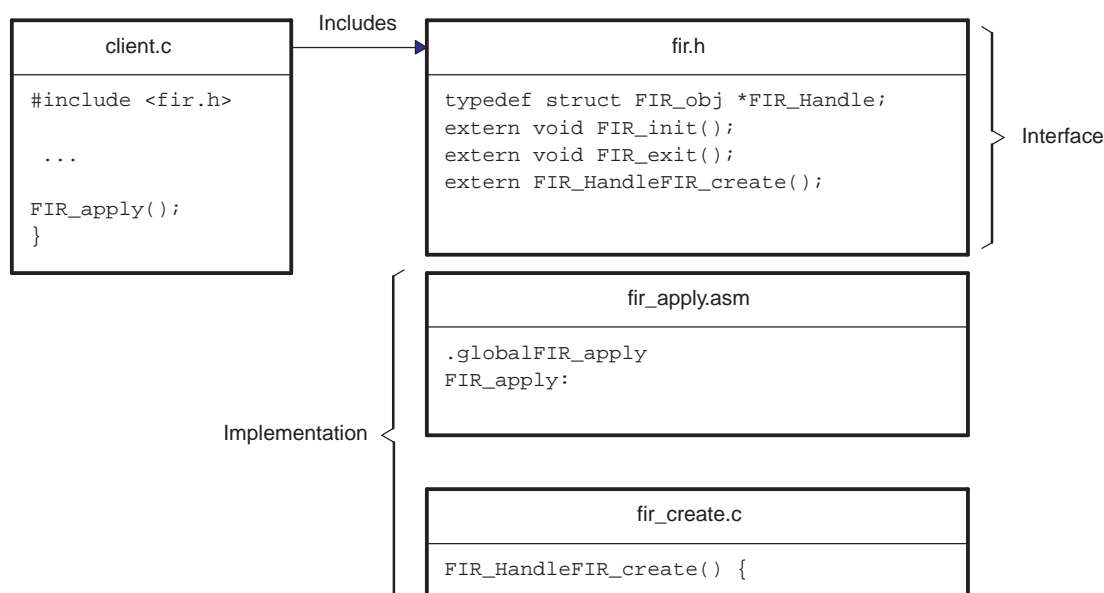 Includes
client.c
#include <fir.h>
...
FIR_apply();
}
fir.h
typedef struct FIR_obj *FIR_Handle;
extern void FIR_init();
extern void FIR_exit();
extern FIR_HandleFIR_create();
Interface
fir_apply.asm
.globalFIR_apply
FIR_apply:
Implementation
fir_create.c
FIR_HandleFIR_create() {